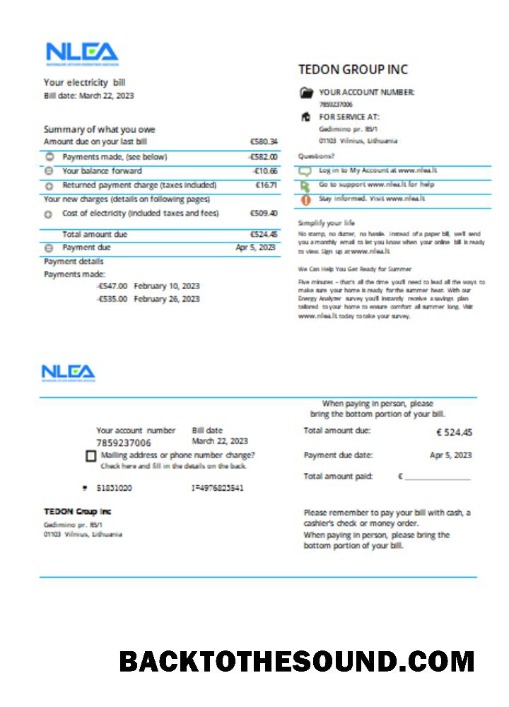 NLEA
Your electricity bill
Bill date: March 22, 2023
Summary of what you owe
Amount due on your last bill €580.34
Payments made, (see below) -€582.00
Your balance forward -€10.66
Returned payment charge (taxes included) €16.71
Your new charges (details on following pages)
Cost of electricity (included taxes and fees) €509.40
Total amount due €524.45
Payment due Apr 5, 2023
Payment details
Payments made:
-€547.00 February 10, 2023
-€535.00 February 26, 2023
TEDON GROUP INC
YOUR ACCOUNT NUMBER:
7859237006
FOR SERVICE AT:
Gedimino pr. 85/1
01103 Vilnius, Lithuania
Questions?
Log in to My Account at www.nlea.lt
Go to support www.nlea.lt for help
Stay informed. Visit www.nlea.lt
Simplify your life
No stamp, no clutter, no hassle. Instead of a paper bill, we'll send
you a monthly email to let you know when your online bill is ready
to view. Sign up at www.nlea.lt
We Can Help You Get Ready for Summer
Five minutes – that's all the time you'll need to lead all the ways to
make sure your home is ready for the summer heat. With our
Energy Analyzer survey you'll instantly receive a savings plan
tailored to your home to ensure comfort all summer long. Visit
www.nlea.lt today to take your survey.
NLEA
Your account number Bill date
7859237006 March 22, 2023
Mailing address or phone number change?
Check here and fill in the details on the back.
TEDON Group Inc
Gedimino pr. 85/1
01103 Vilnius, Lithuania
When paying in person, please
bring the bottom portion of your bill.
Total amount due: € 524.45
Payment due date: Apr 5, 2023
Total amount paid: € ________________
Please remember to pay your bill with cash, a
cashier's check or money order.
When paying in person, please bring the
bottom portion of your bill.
BACKTOTHESOUND.COM